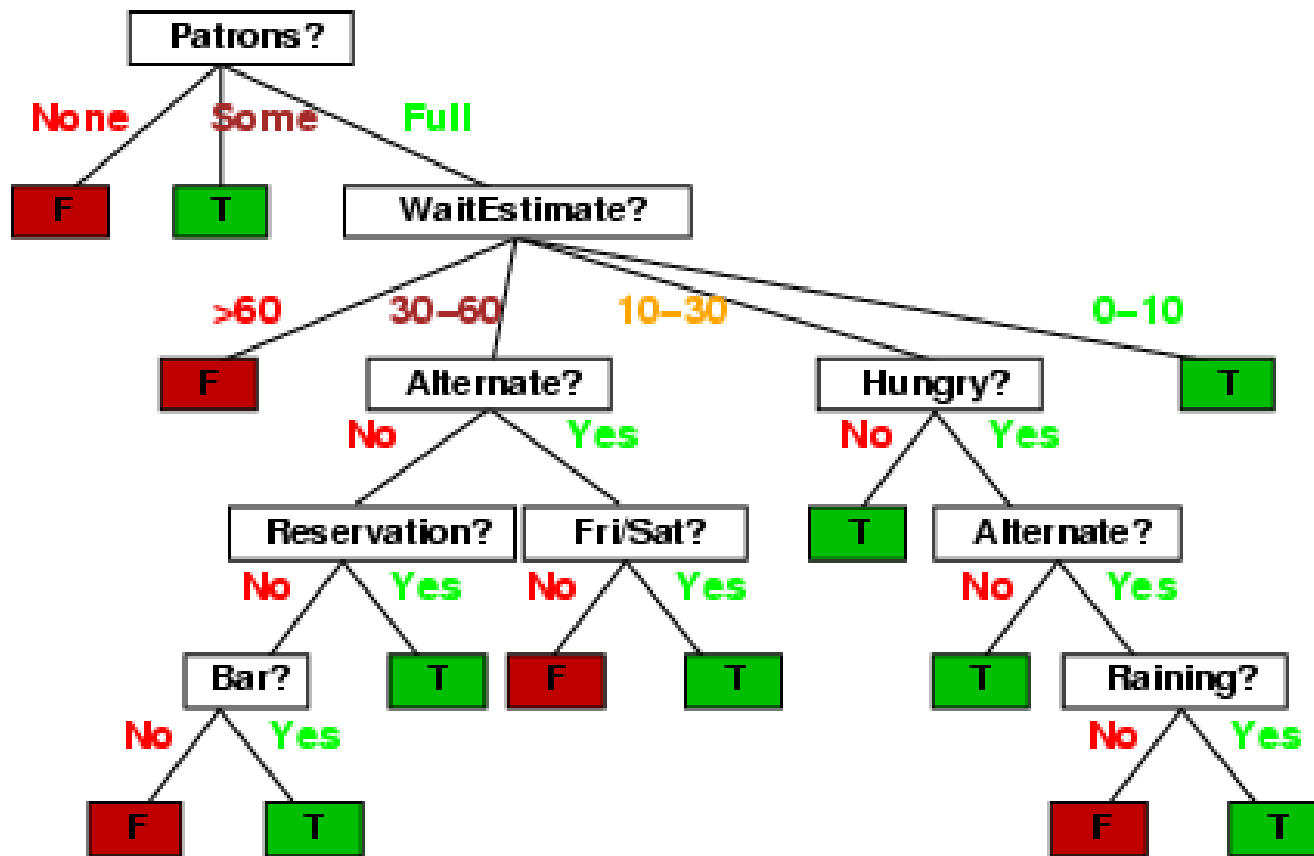 Patrons?
None Some Full
F T WaitEstimate?
>60 30–60 10–30 0–10
F Alternate? Hungry? T
No Yes No Yes
Reservation? Fri/Sat? T Alternate?
No Yes No Yes No Yes
Bar? T F T T Raining?
No Yes No Yes
F T F T